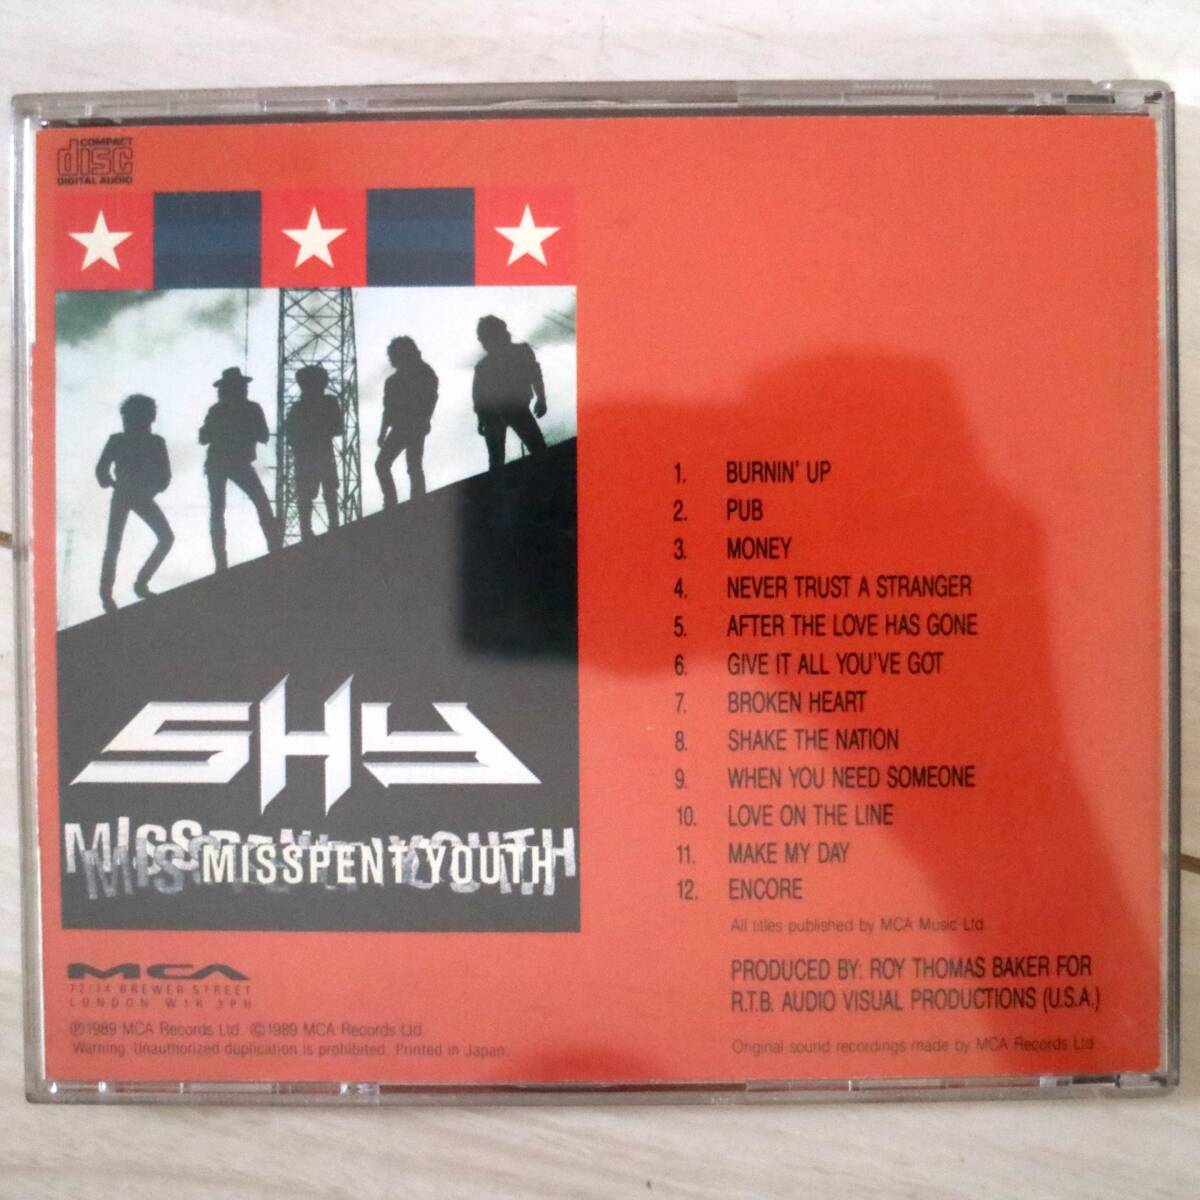 COMPACT
disc
DIGITAL AUDIO
SHY
MISSPENT YOUTH
MISSPENT YOUTH
1. BURNIN' UP
2. PUB
3. MONEY
4. NEVER TRUST A STRANGER
5. AFTER THE LOVE HAS GONE
6. GIVE IT ALL YOU'VE GOT
7. BROKEN HEART
8. SHAKE THE NATION
9. WHEN YOU NEED SOMEONE
10. LOVE ON THE LINE
11. MAKE MY DAY
12. ENCORE
All titles published by MCA Music Ltd.
PRODUCED BY: ROY THOMAS BAKER FOR
R.T.B. AUDIO VISUAL PRODUCTIONS (U.S.A.)
Original sound recordings made by MCA Records Ltd
MCA
72/74 BREWER STREET
LONDON W1R 3PH
℗1989 MCA Records Ltd. ©1989 MCA Records Ltd
Warning: Unauthorized duplication is prohibited. Printed in Japan.